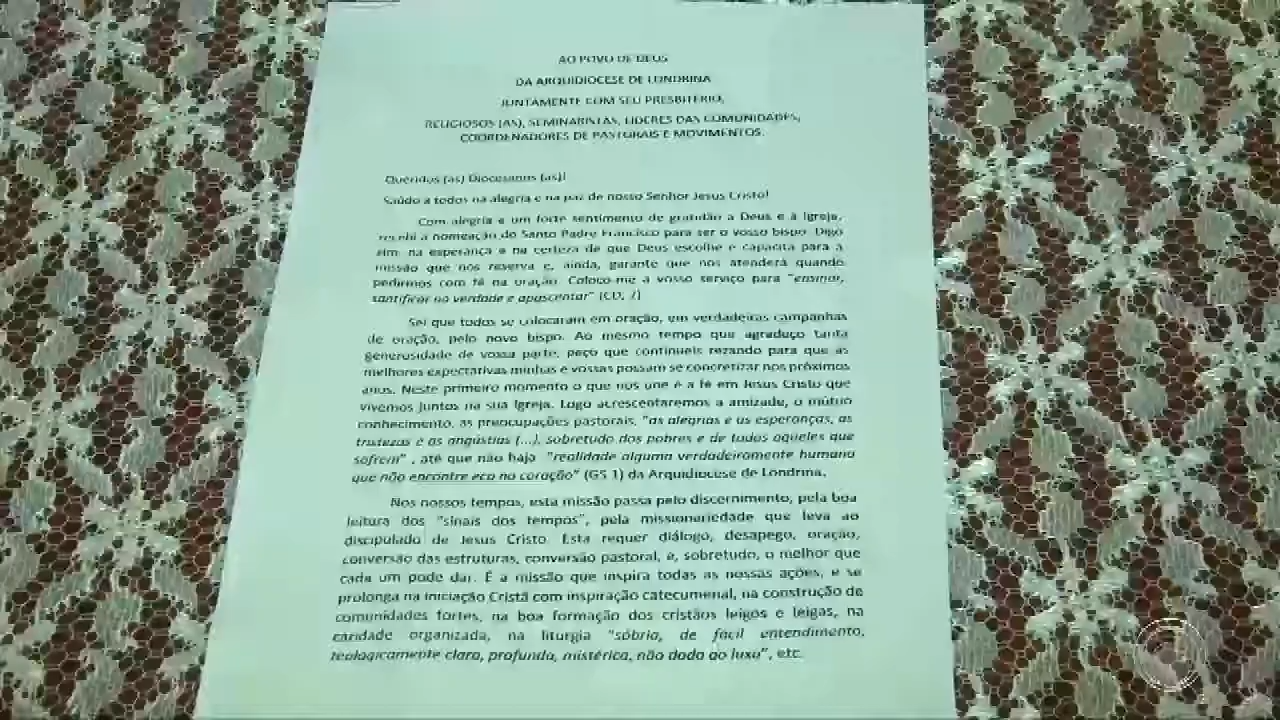 AO POVO DE DEUS
DA ARQUIDIOCESE DE LONDRINA
JUNTAMENTE COM SEU PRESBITÉRIO,
RELIGIOSOS (AS), SEMINARISTAS, LÍDERES DAS COMUNIDADES,
COORDENADORES DE PASTORAIS E MOVIMENTOS.
Queridos (as) Diocesanos (as)!
Saúdo a todos na alegria e na paz de nosso Senhor Jesus Cristo!
Com alegria e um forte sentimento de gratidão a Deus e à Igreja,
recebi a nomeação do Santo Padre Francisco para ser o vosso bispo. Digo
sim, na esperança e na certeza de que Deus escolhe e capacita para a
missão que nos reserva e, ainda, garante que nos atenderá quando
pedirmos com fé na oração. Coloco-me a vosso serviço para "ensinar,
santificar na verdade e apascentar" (CD, 2)
Sei que todos se colocaram em oração, em verdadeiras campanhas
de oração, pelo novo bispo. Ao mesmo tempo que agradeço tanta
generosidade de vossa parte, peço que continueis rezando para que as
melhores expectativas minhas e vossas possam se concretizar nos próximos
anos. Neste primeiro momento o que nos une é a fé em Jesus Cristo que
vivemos juntos na sua Igreja. Logo acrescentaremos a amizade, o mútuo
conhecimento, as preocupações pastorais, "as alegrias e as esperanças, as
tristezas e as angústias (...), sobretudo dos pobres e de todos aqueles que
sofrem" , até que não haja "realidade alguma verdadeiramente humana
que não encontre eco no coração" (GS 1) da Arquidiocese de Londrina.
Nos nossos tempos, esta missão passa pelo discernimento, pela boa
leitura dos "sinais dos tempos", pela missionariedade que leva ao
discipulado de Jesus Cristo. Esta requer diálogo, desapego, oração,
conversão das estruturas, conversão pastoral, e, sobretudo, o melhor que
cada um pode dar. É a missão que inspira todas as nossas ações, e se
prolonga na Iniciação Cristã com inspiração catecumenal, na construção de
comunidades fortes, na boa formação dos cristãos leigos e leigas, na
caridade organizada, na liturgia "sóbria, de fácil entendimento,
teologicamente clara, profunda, mistérica, não dada ao luxo", etc.